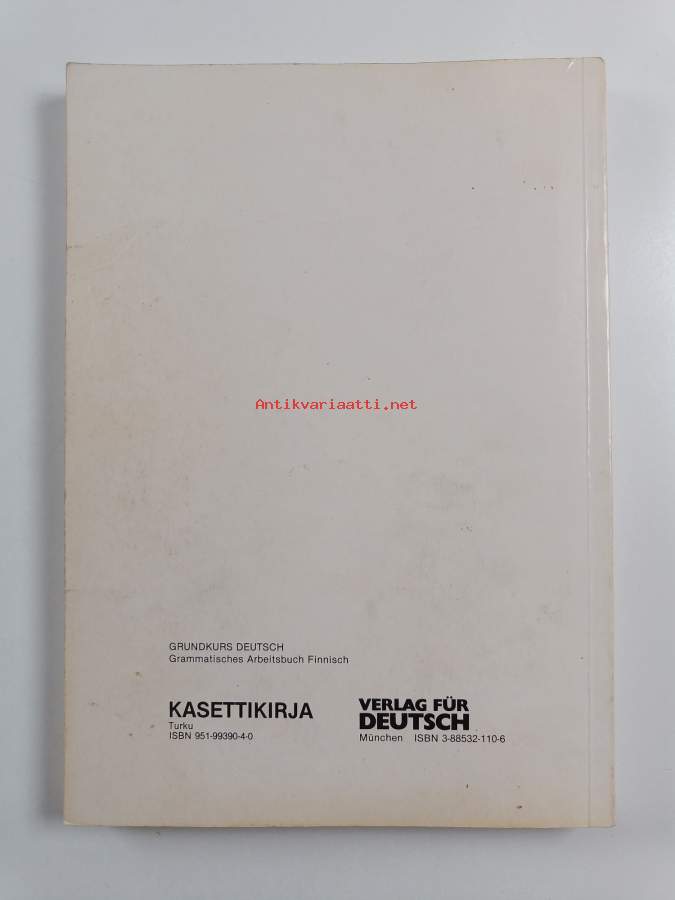 Antikvariaatti.net
GRUNDKURS DEUTSCH
Grammatisches Arbeitsbuch Finnisch
KASETTIKIRJA
Turku
ISBN 951-99390-4-0
VERLAG FÜR
DEUTSCH
München ISBN 3-88532-110-6